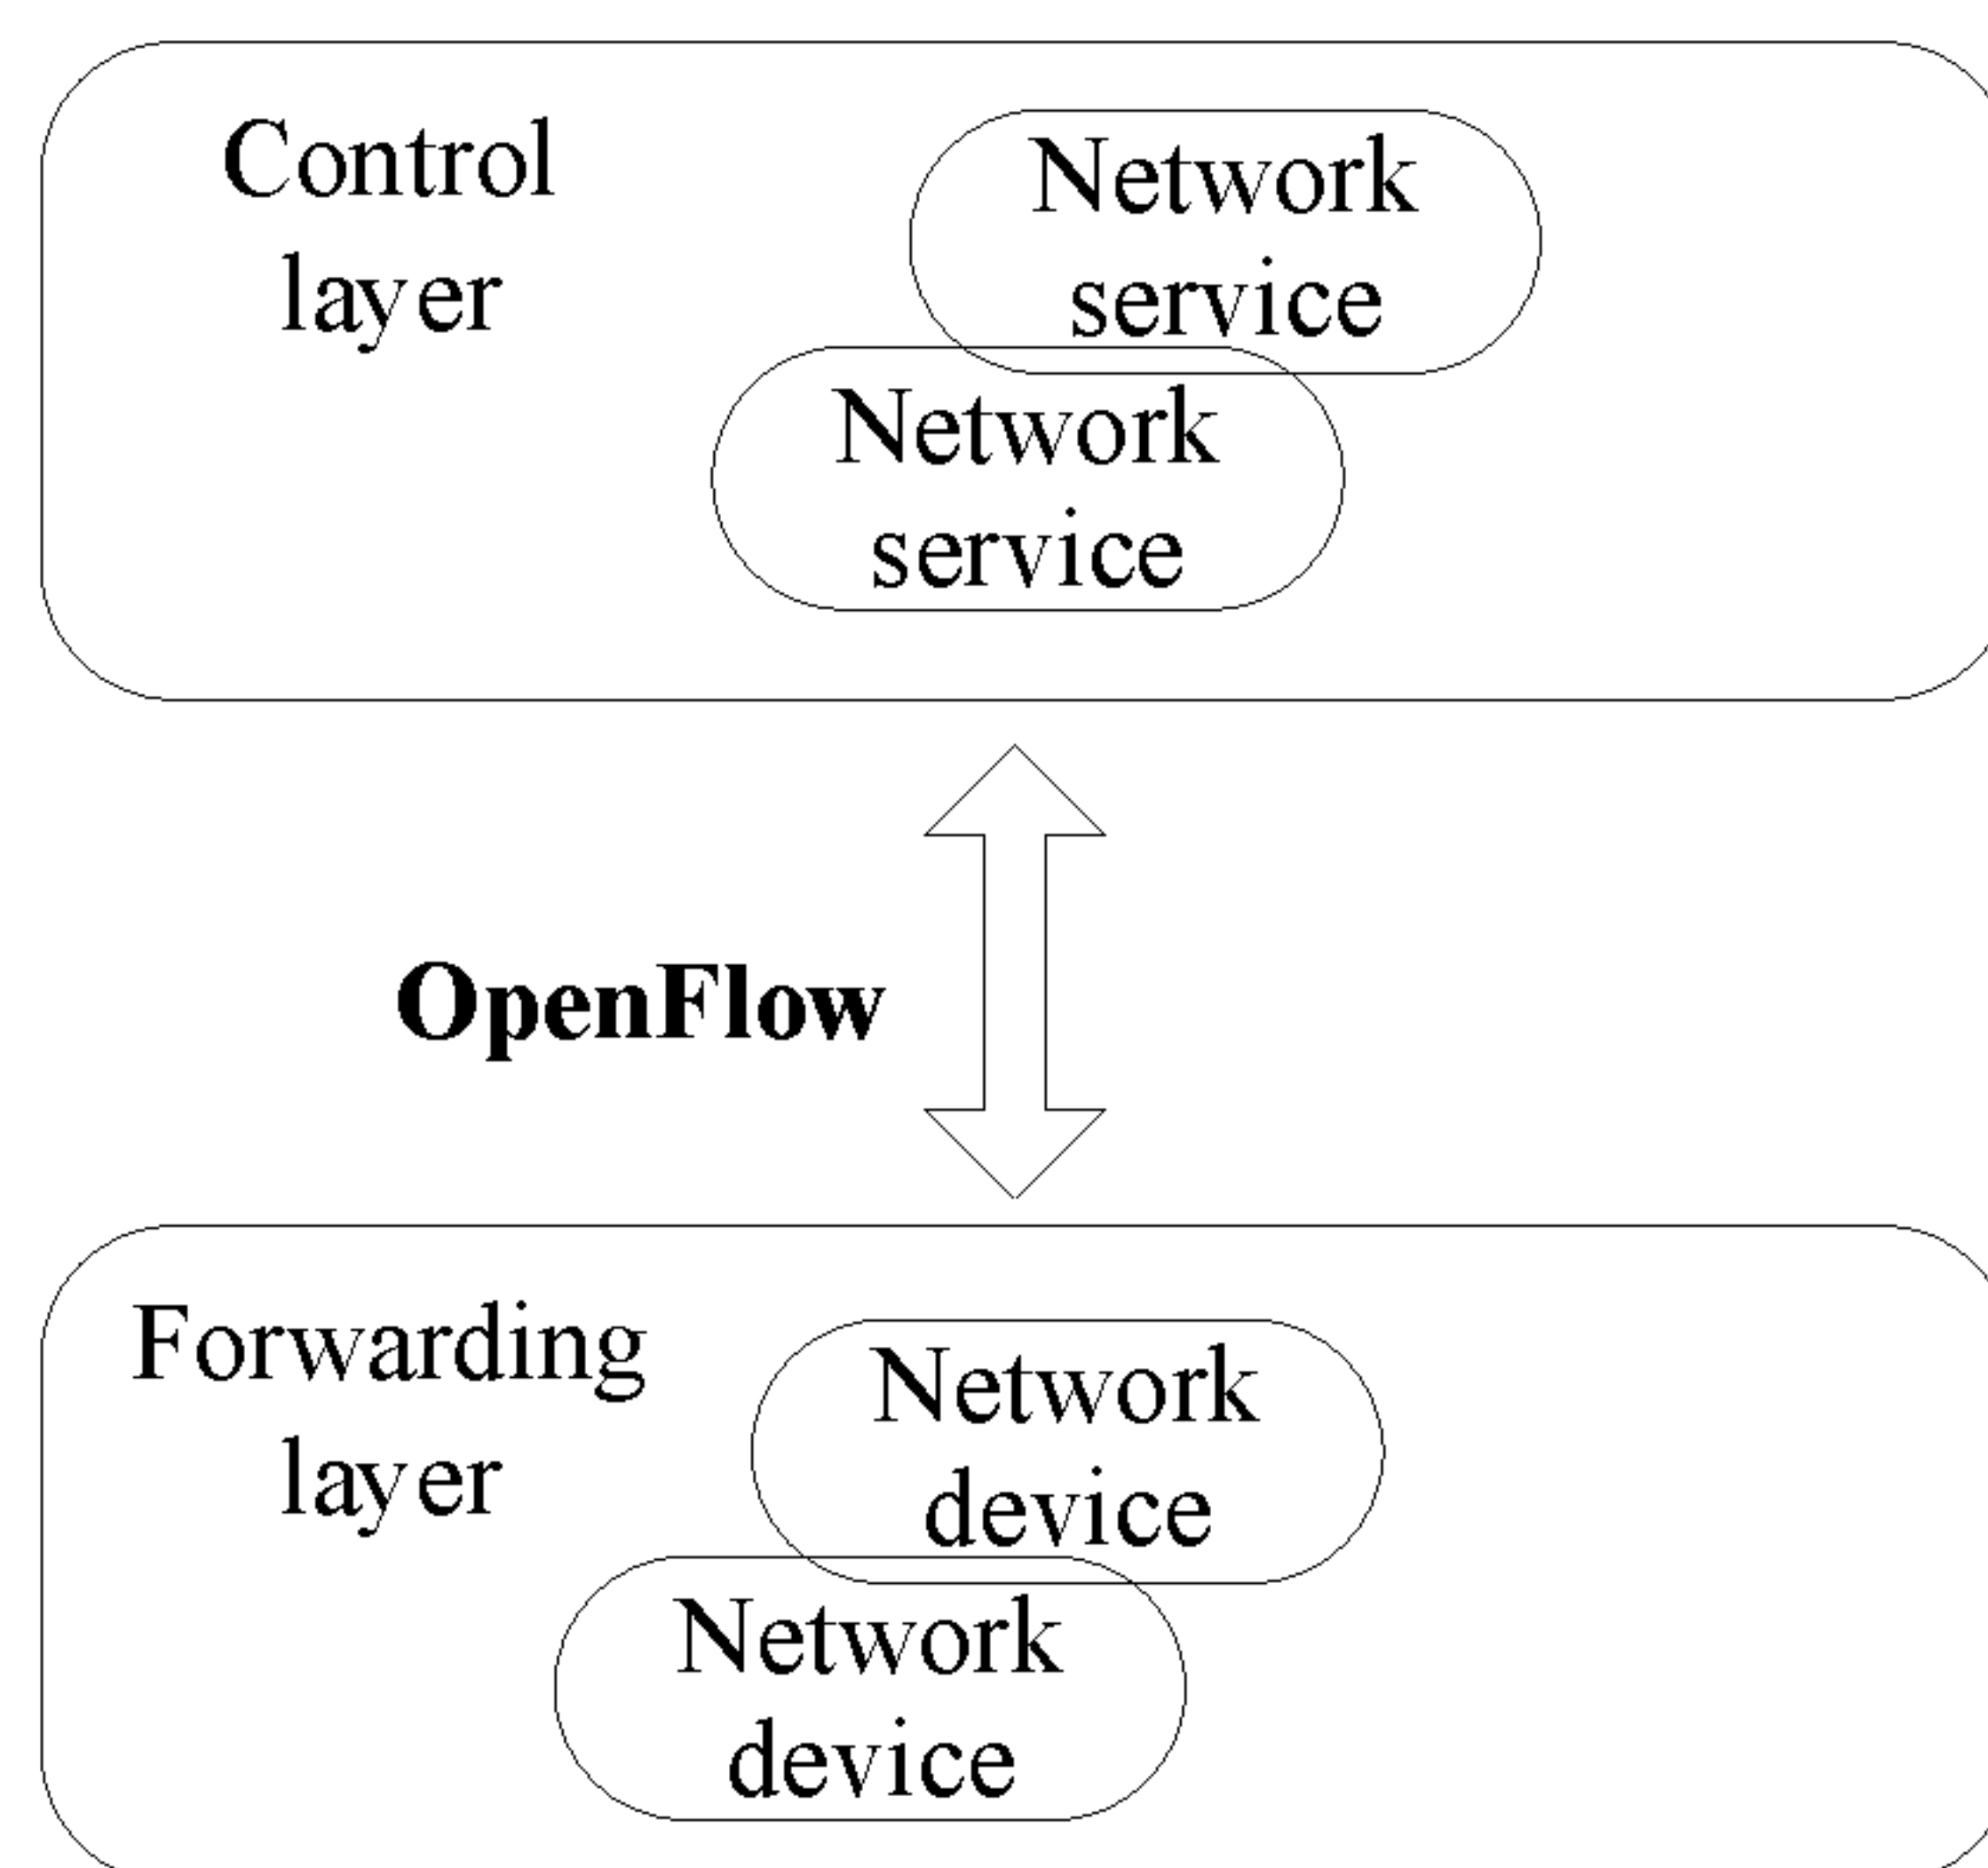 Control
layer
Network
service
Network
service
OpenFlow
Forwarding
layer
Network
device
Network
device